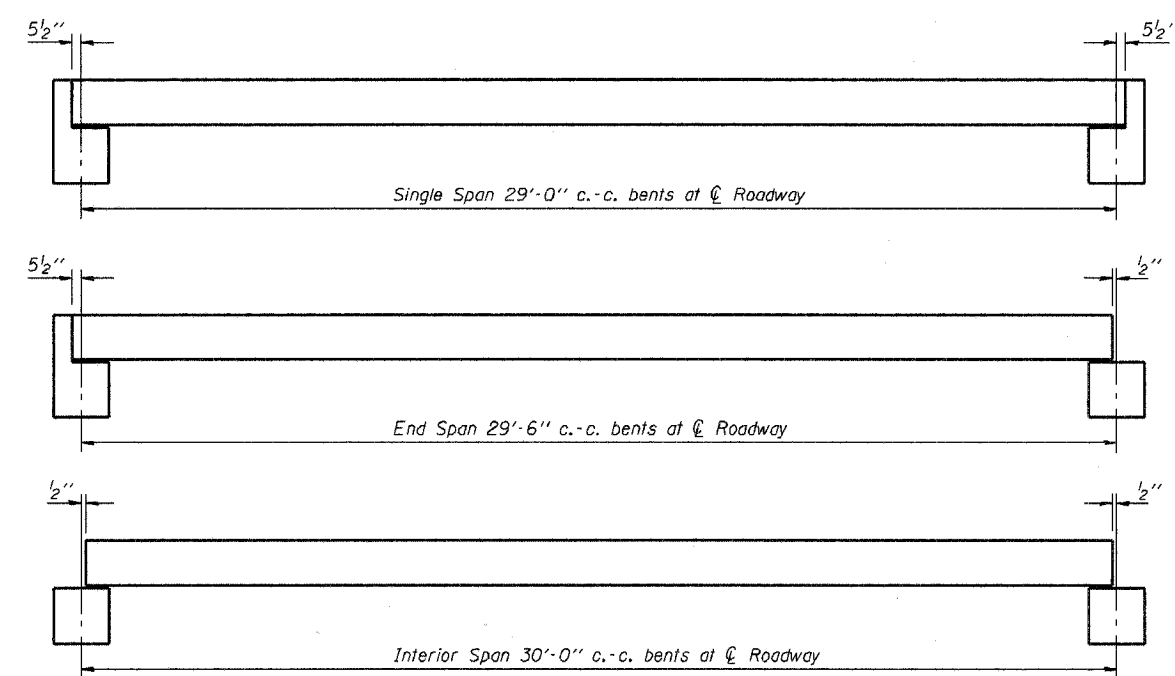 5½'' 5½'
Single Span 29'-0'' c.-c. bents at ℄ Roadway
5½'' ½''
End Span 29'-6'' c.-c. bents at ℄ Roadway
½'' ½''
Interior Span 30'-0'' c.-c. bents at ℄ Roadway